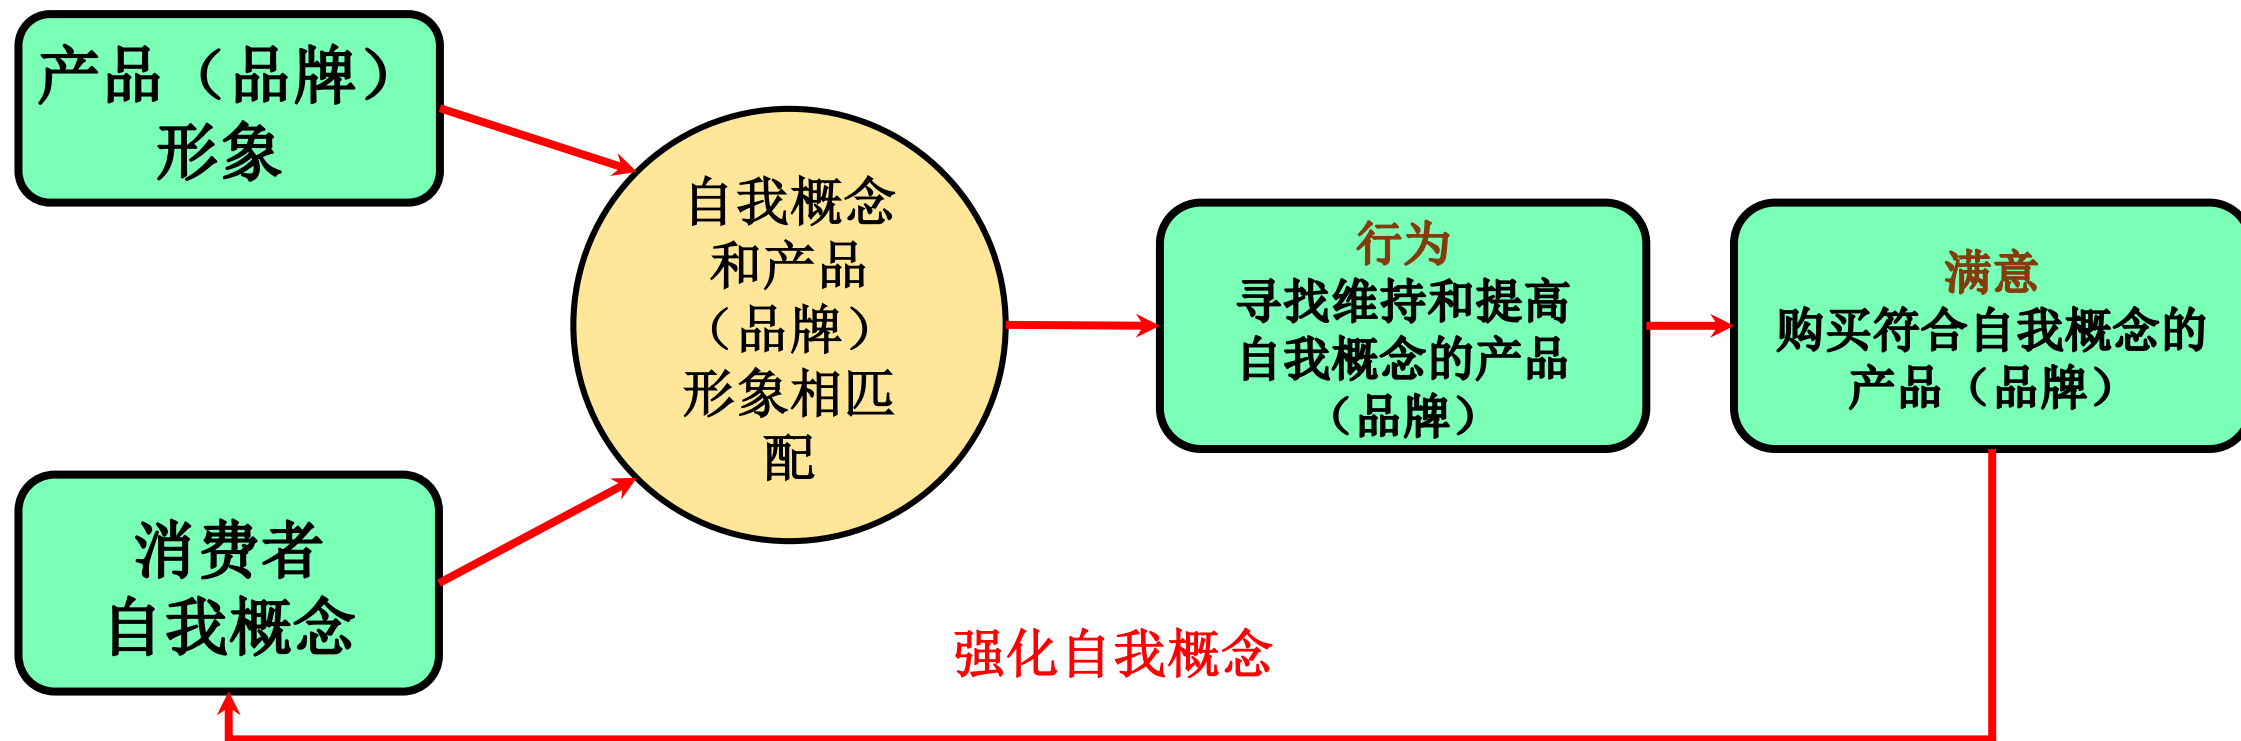 产品（品牌）
形象
自我概念
和产品
（品牌）
形象相匹
配
行为
寻找维持和提高
自我概念的产品
（品牌）
满意
购买符合自我概念的
产品（品牌）
消费者
自我概念
强化自我概念